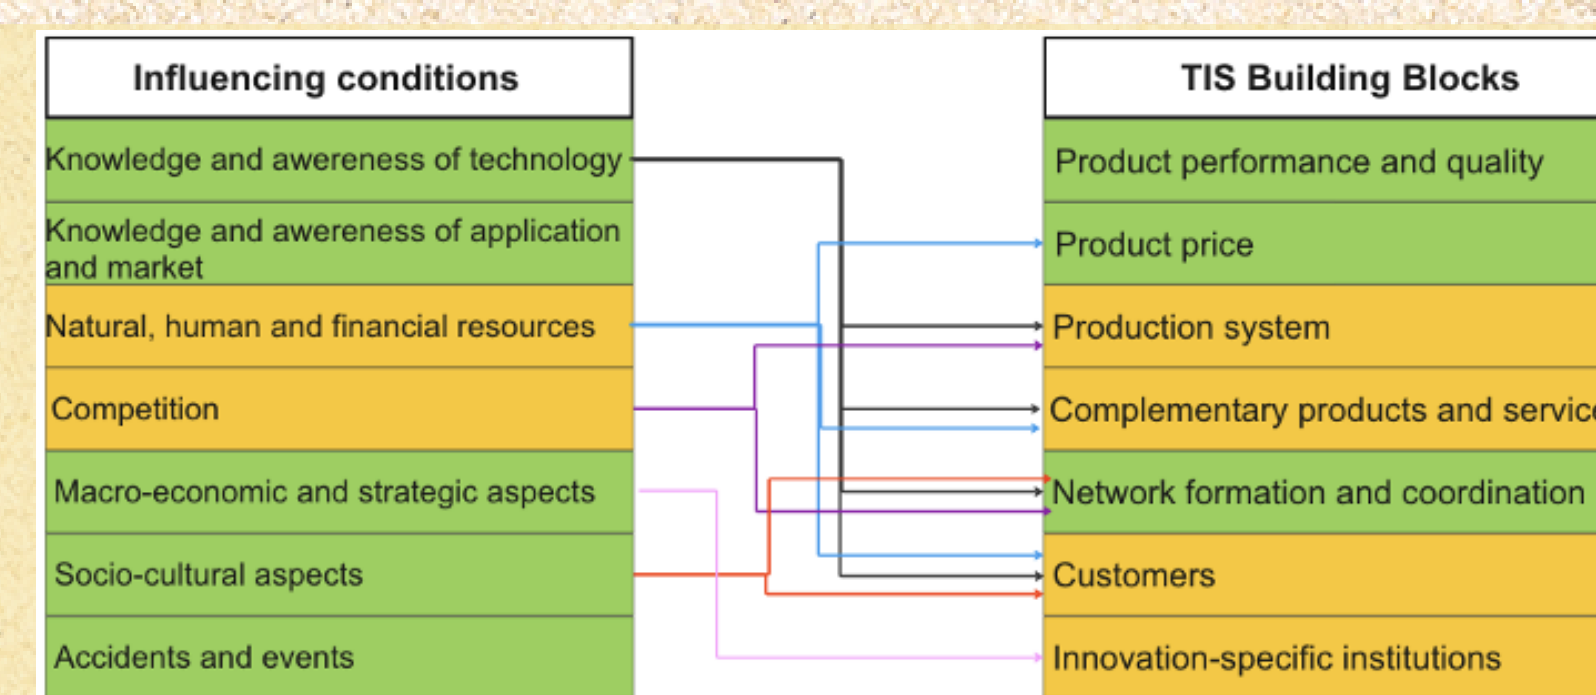 Influencing conditions
Knowledge and awereness of technology
Knowledge and awereness of application
and market
Natural, human and financial resources
Competition
Macro-economic and strategic aspects
Socio-cultural aspects
Accidents and events
TIS Building Blocks
Product performance and quality
Product price
Production system
Complementary products and servic
Network formation and coordination
Customers
Innovation-specific institutions